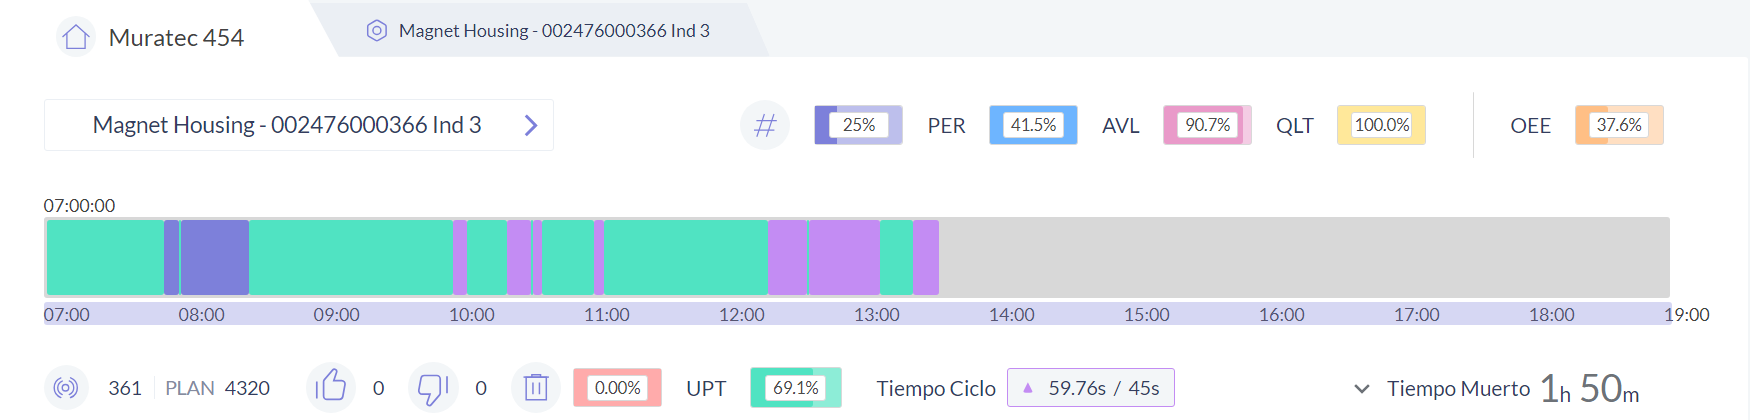 Muratec 454
Magnet Housing - 002476000366 Ind 3
Magnet Housing - 002476000366 Ind 3
# 25% PER 41.5% AVL 90.7% QLT 100.0% OEE 37.6%
07:00:00
07:00 08:00 09:00 10:00 11:00 12:00 13:00 14:00 15:00 16:00 17:00 18:00 19:00
361 PLAN 4320 0 0 0.00% UPT 69.1% Tiempo Ciclo ▲ 59.76s / 45s Tiempo Muerto 1h 50m